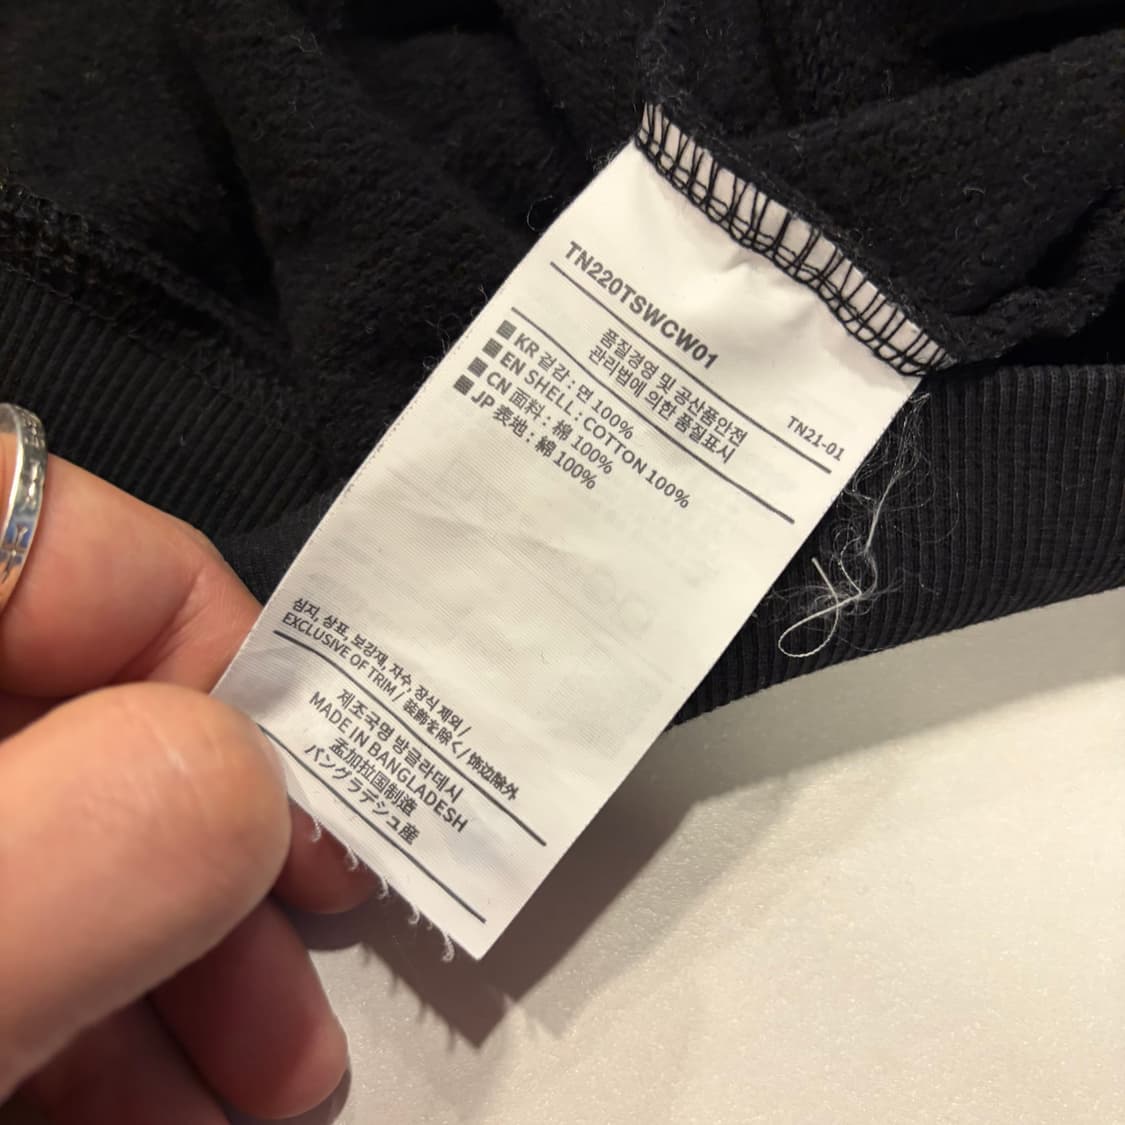 TN220TSWCW01
TN21-01
품질경영 및 공산품안전
관리법에 의한 품질표시
KR 겉감 : 면 100%
EN SHELL : COTTON 100%
CN 面料 : 棉 100%
JP 表地 : 綿 100%
심지, 상표, 보강재, 자수, 장식 제외 /
EXCLUSIVE OF TRIM / 装飾を除く / 饰边除外
제조국명 방글라데시
MADE IN BANGLADESH
孟加拉国制造
バングラデシュ産